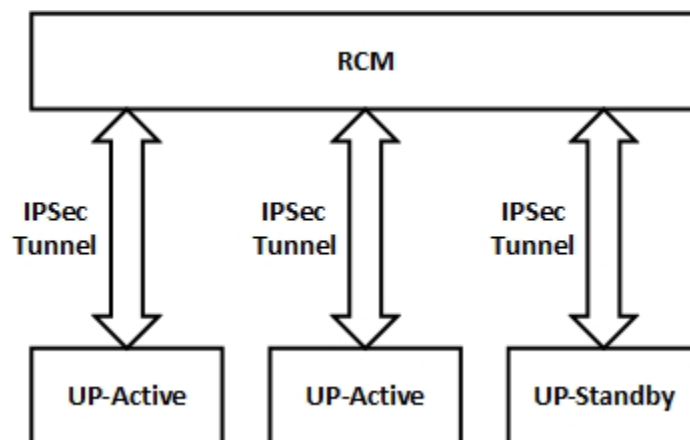 RCM
IPSec
Tunnel
IPSec
Tunnel
IPSec
Tunnel
UP-Active
UP-Active
UP-Standby